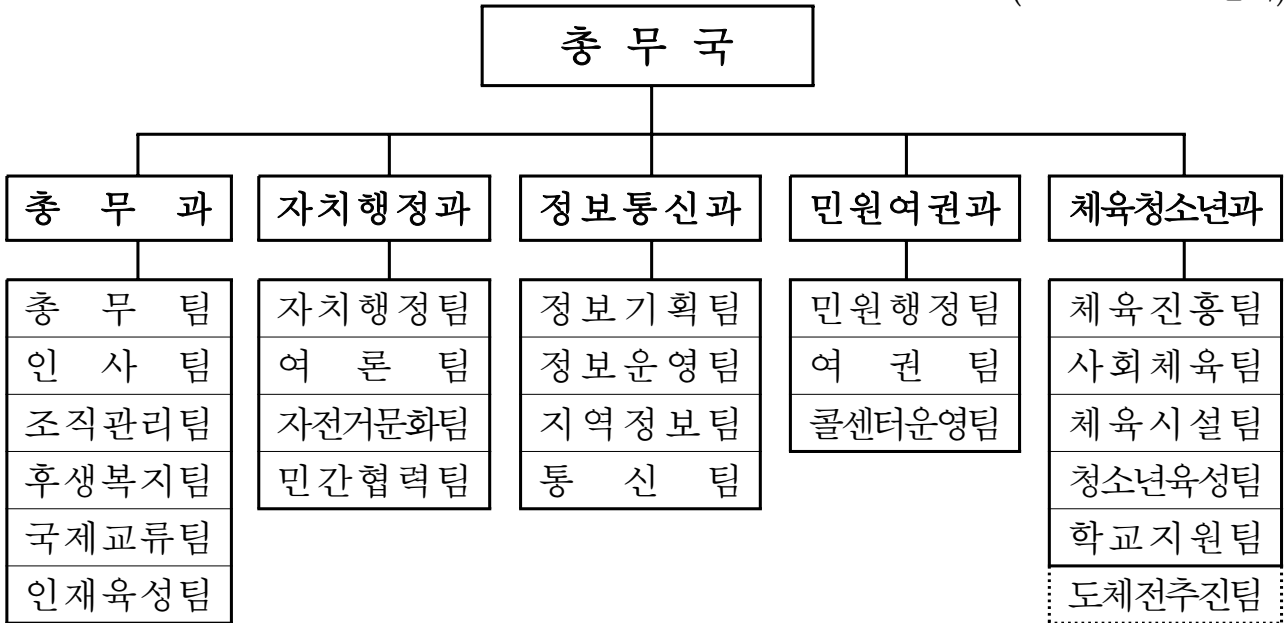 총 무 국
총 무 과
자치행정과
정보통신과
민원여권과
체육청소년과
총 무 팀
인 사 팀
조직관리팀
후생복지팀
국제교류팀
인재육성팀
자치행정팀
여 론 팀
자전거문화팀
민간협력팀
정보기획팀
정보운영팀
지역정보팀
통 신 팀
민원행정팀
여 권 팀
콜센터운영팀
체육진흥팀
사회체육팀
체육시설팀
청소년육성팀
학교지원팀
도체전추진팀